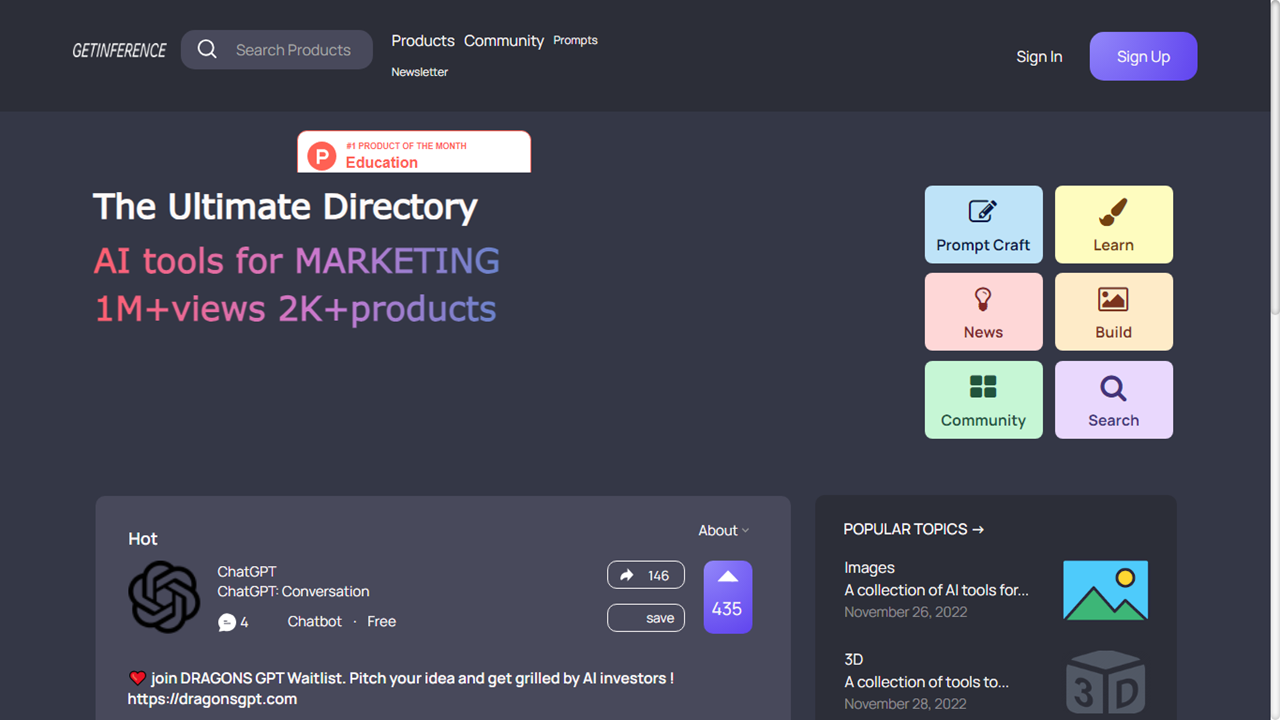 GETINFERENCE
Search Products
Products Community Prompts
Newsletter
Sign In
Sign Up
P
#1 PRODUCT OF THE MONTH
Education
The Ultimate Directory
AI tools for MARKETING
1M+views 2K+products
Prompt Craft
Learn
News
Build
Community
Search
Hot
About
ChatGPT
ChatGPT: Conversation
4 Chatbot · Free
146
save
435
join DRAGONS GPT Waitlist. Pitch your idea and get grilled by AI investors !
https://dragonsgpt.com
POPULAR TOPICS →
Images
A collection of AI tools for...
November 26, 2022
3D
A collection of tools to...
November 28, 2022
3D